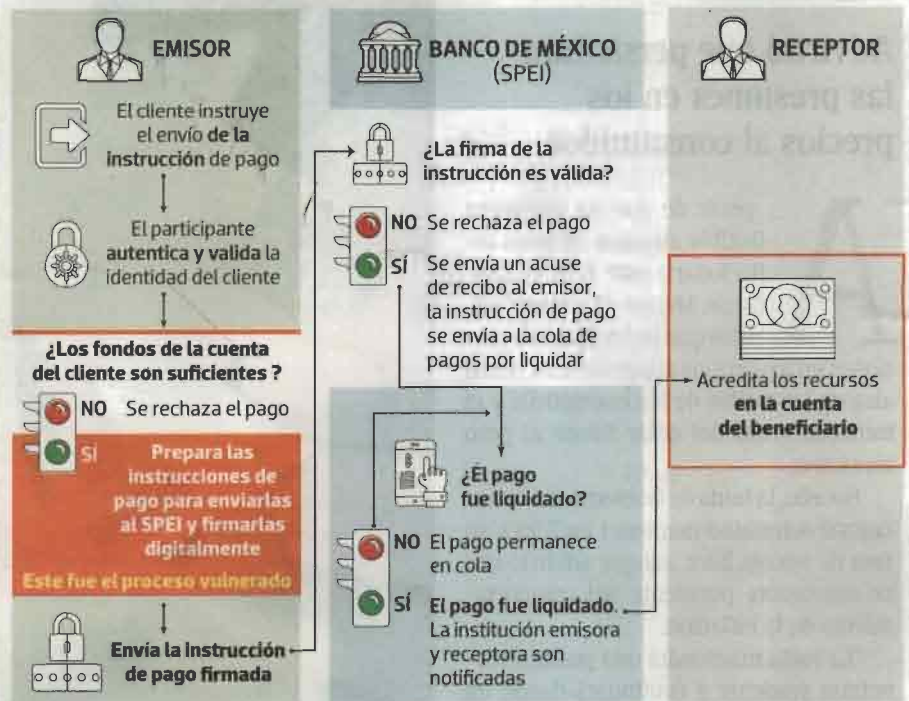 EMISOR
El cliente instruye
el envío de la
instrucción de pago
El participante
autentica y valida la
identidad del cliente
¿Los fondos de la cuenta
del cliente son suficientes ?
NO Se rechaza el pago
SÍ Prepara las
instrucciones de
pago para enviarlas
al SPEI y firmarlas
digitalmente
Este fue el proceso vulnerado
Envía la instrucción
de pago firmada
BANCO DE MÉXICO
(SPEI)
¿La firma de la
instrucción es válida?
NO Se rechaza el pago
SÍ Se envía un acuse
de recibo al emisor,
la instrucción de pago
se envía a la cola de
pagos por liquidar
¿Él pago
fue liquidado?
NO El pago permanece
en cola
SÍ El pago fue liquidado.
La institución emisora
y receptora son
notificadas
RECEPTOR
Acredita los recursos
en la cuenta
del beneficiario